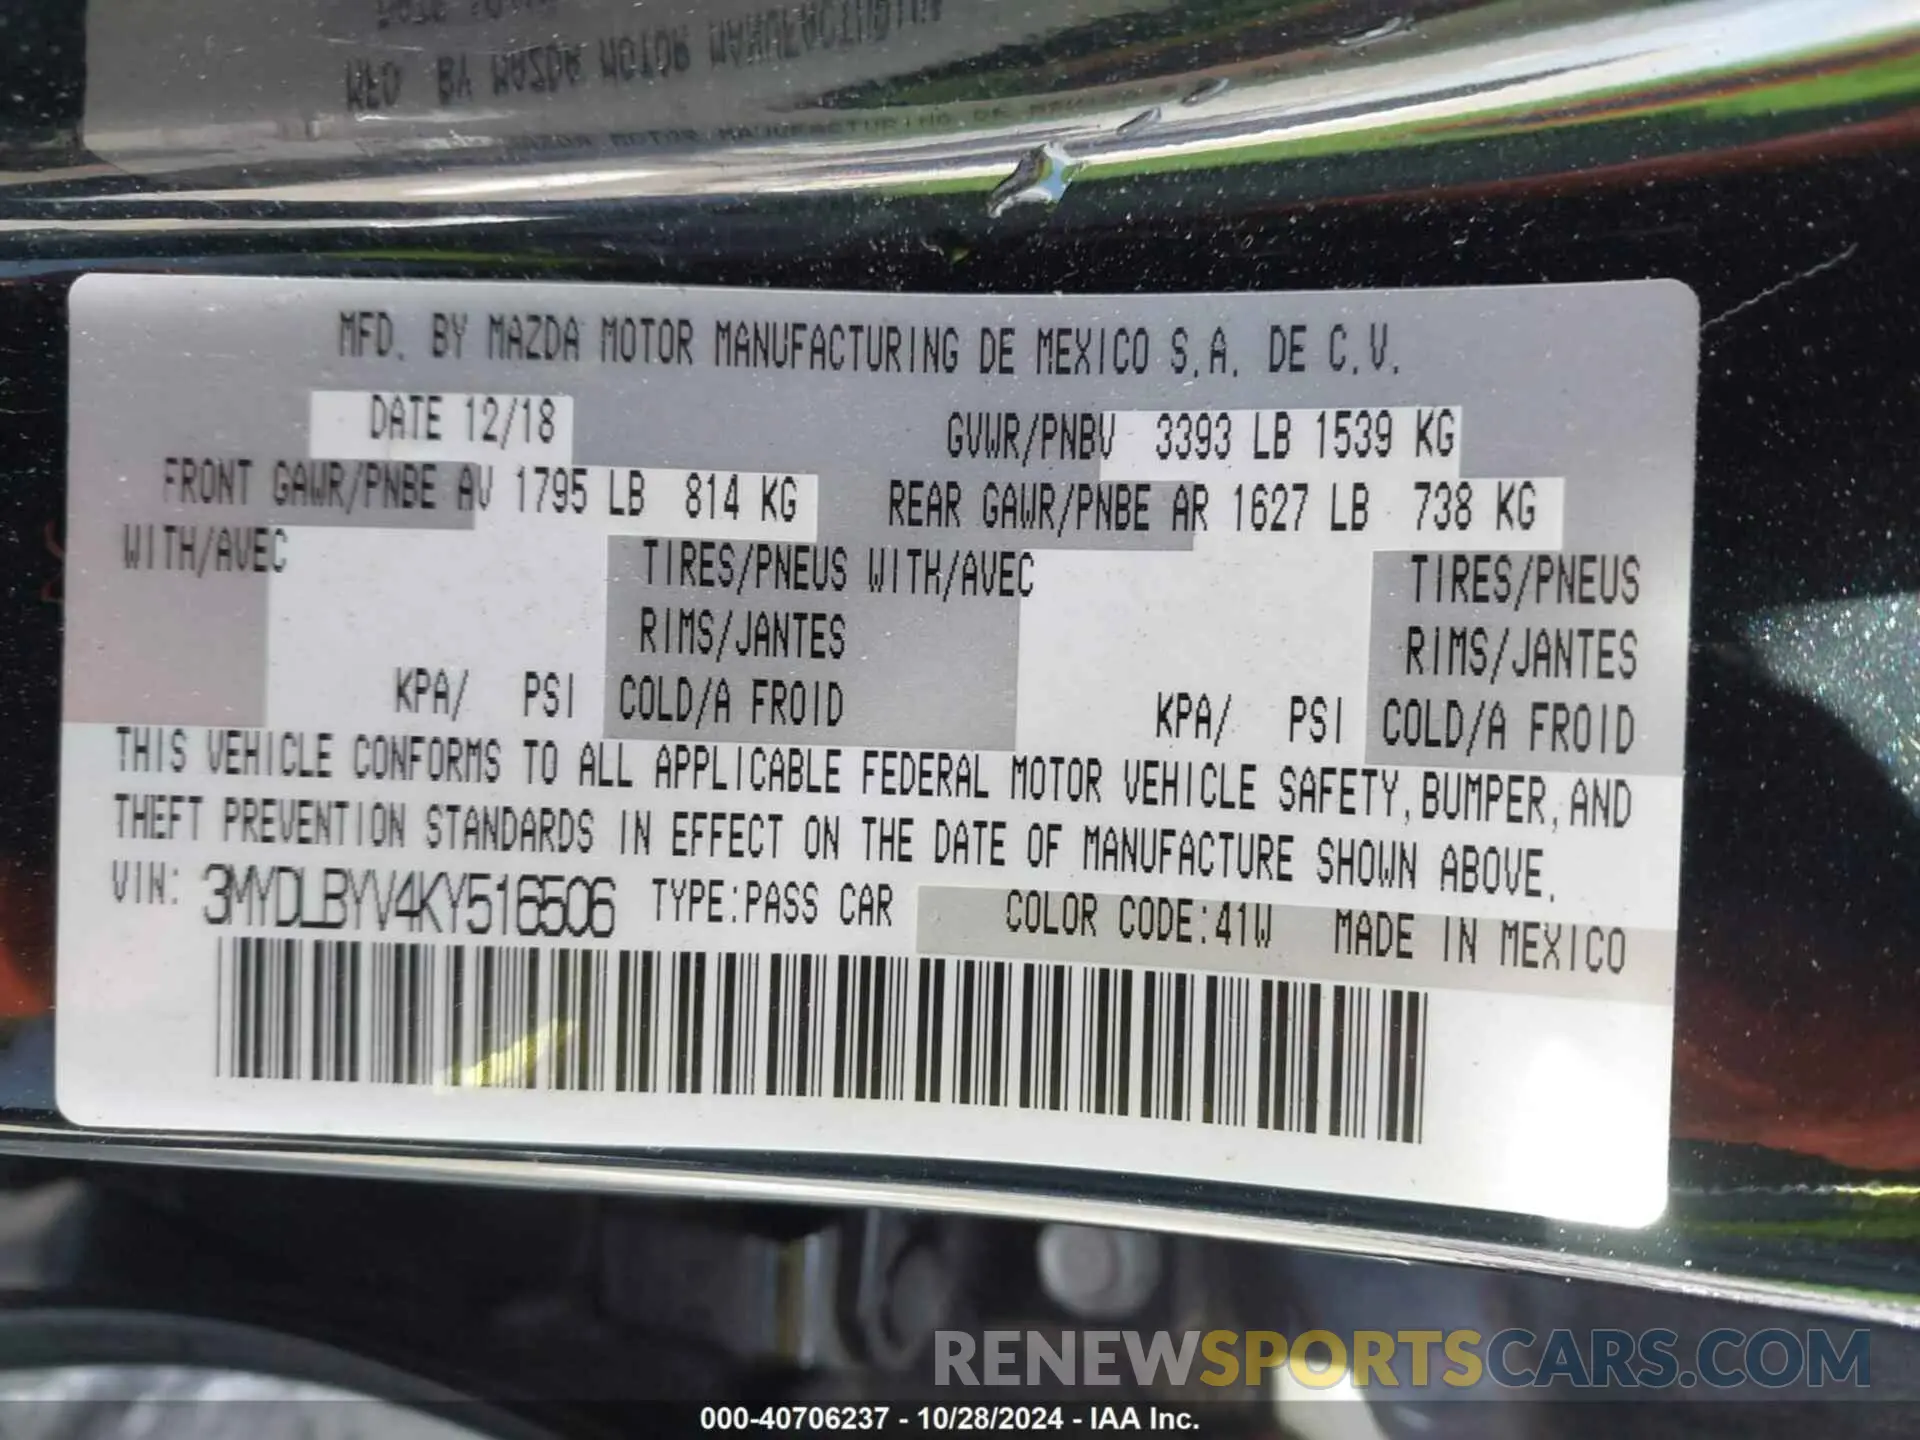 MFD. BY MAZDA MOTOR MANUFACTURING DE MEXICO S.A. DE C.V.
DATE 12/18 GVWR/PNBV 3393 LB 1539 KG
FRONT GAWR/PNBE AV 1795 LB 814 KG REAR GAWR/PNBE AR 1627 LB 738 KG
WITH/AVEC TIRES/PNEUS WITH/AVEC TIRES/PNEUS
RIMS/JANTES RIMS/JANTES
KPA/ PSI COLD/A FROID KPA/ PSI COLD/A FROID
THIS VEHICLE CONFORMS TO ALL APPLICABLE FEDERAL MOTOR VEHICLE SAFETY, BUMPER, AND
THEFT PREVENTION STANDARDS IN EFFECT ON THE DATE OF MANUFACTURE SHOWN ABOVE.
VIN: 3MYDLBYV4KY516506 TYPE:PASS CAR COLOR CODE:41W MADE IN MEXICO
RENEWSPORTSCARS.COM
000-40706237 - 10/28/2024 - IAA Inc.